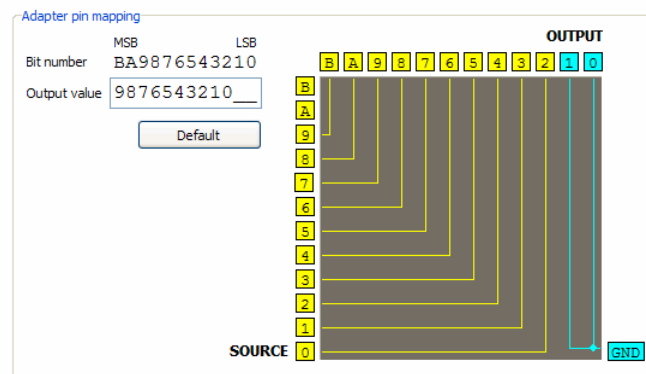 Adapter pin mapping
MSB LSB
Bit number BA9876543210
Output value 9876543210__
Default
OUTPUT
B A 9 8 7 6 5 4 3 2 1 0
B
A
9
8
7
6
5
4
3
2
1
SOURCE 0 GND